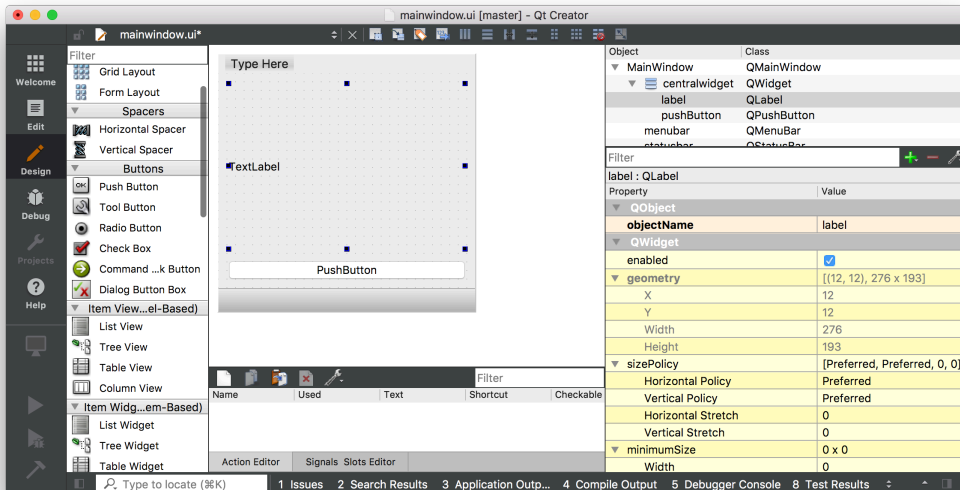 mainwindow.ui [master] - Qt Creator
mainwindow.ui*
Welcome
Edit
Design
Debug
Projects
Help
Filter
Grid Layout
Form Layout
Spacers
Horizontal Spacer
Vertical Spacer
Buttons
OK
Push Button
Tool Button
Radio Button
Check Box
Command ...k Button
Dialog Button Box
Item View...el-Based)
List View
Tree View
Table View
Column View
Item Widg...em-Based)
List Widget
Tree Widget
Table Widget
Type Here
TextLabel
PushButton
Filter
Name Used Text Shortcut Checkable
Action Editor Signals Slots Editor
Object Class
MainWindow QMainWindow
centralwidget QWidget
label QLabel
pushButton QPushButton
menubar QMenuBar
statusbar QStatusBar
Filter
label : QLabel
Property Value
QObject
objectName label
QWidget
enabled
geometry [(12, 12), 276 x 193]
X 12
Y 12
Width 276
Height 193
sizePolicy [Preferred, Preferred, 0, 0]
Horizontal Policy Preferred
Vertical Policy Preferred
Horizontal Stretch 0
Vertical Stretch 0
minimumSize 0 x 0
Width 0
Type to locate (⌘K) 1 Issues 2 Search Results 3 Application Outp... 4 Compile Output 5 Debugger Console 8 Test Results